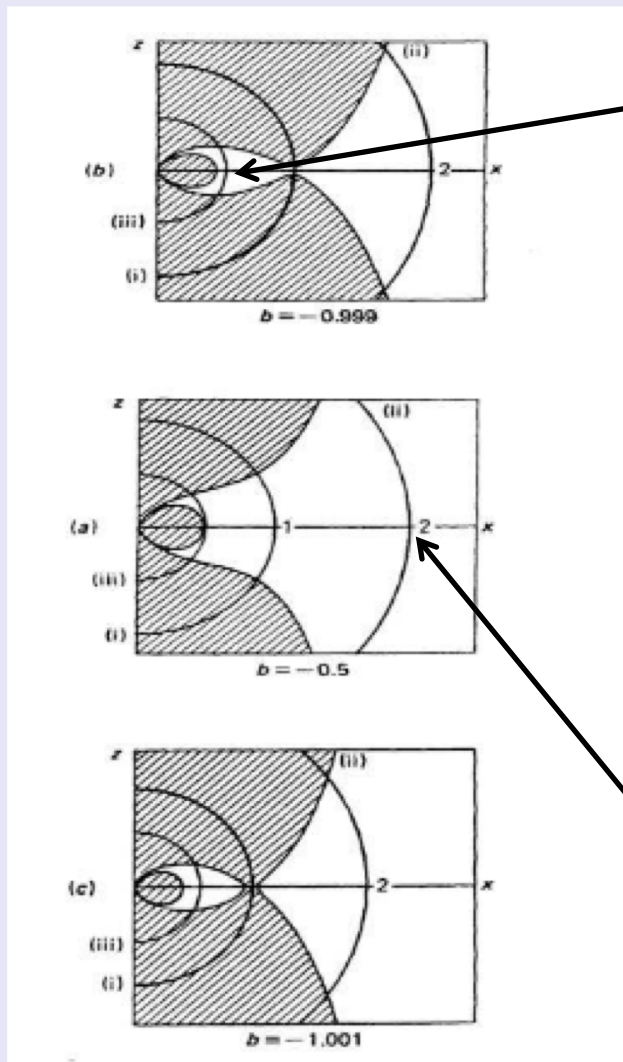 z
(ii)
(b)
2
x
(iii)
(i)
b = −0.999
z
(ii)
(a)
1
2
x
(iii)
(i)
b = −0.5
z
(ii)
(c)
2
x
(iii)
(i)
b = −1.001